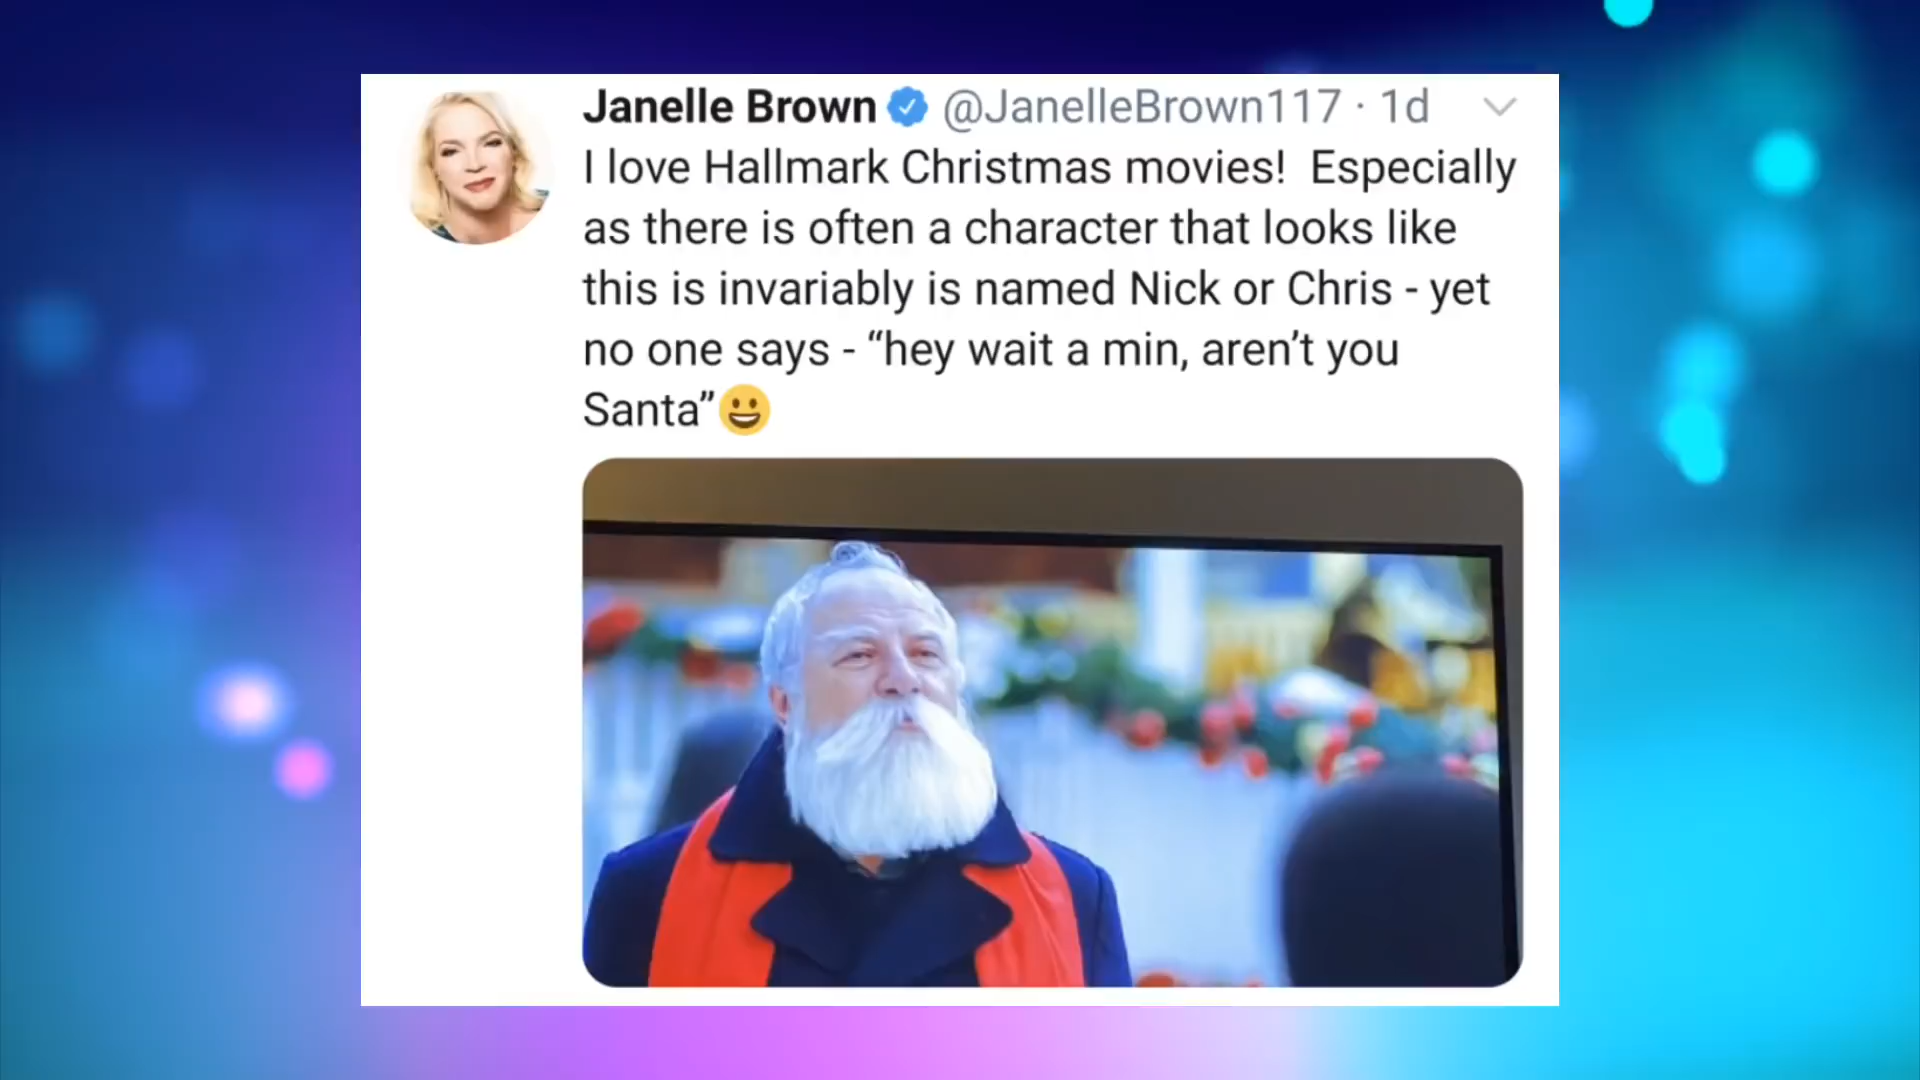 Janelle Brown @JanelleBrown117 · 1d
I love Hallmark Christmas movies!  Especially
as there is often a character that looks like
this is invariably is named Nick or Chris - yet
no one says - “hey wait a min, aren’t you
Santa”😀